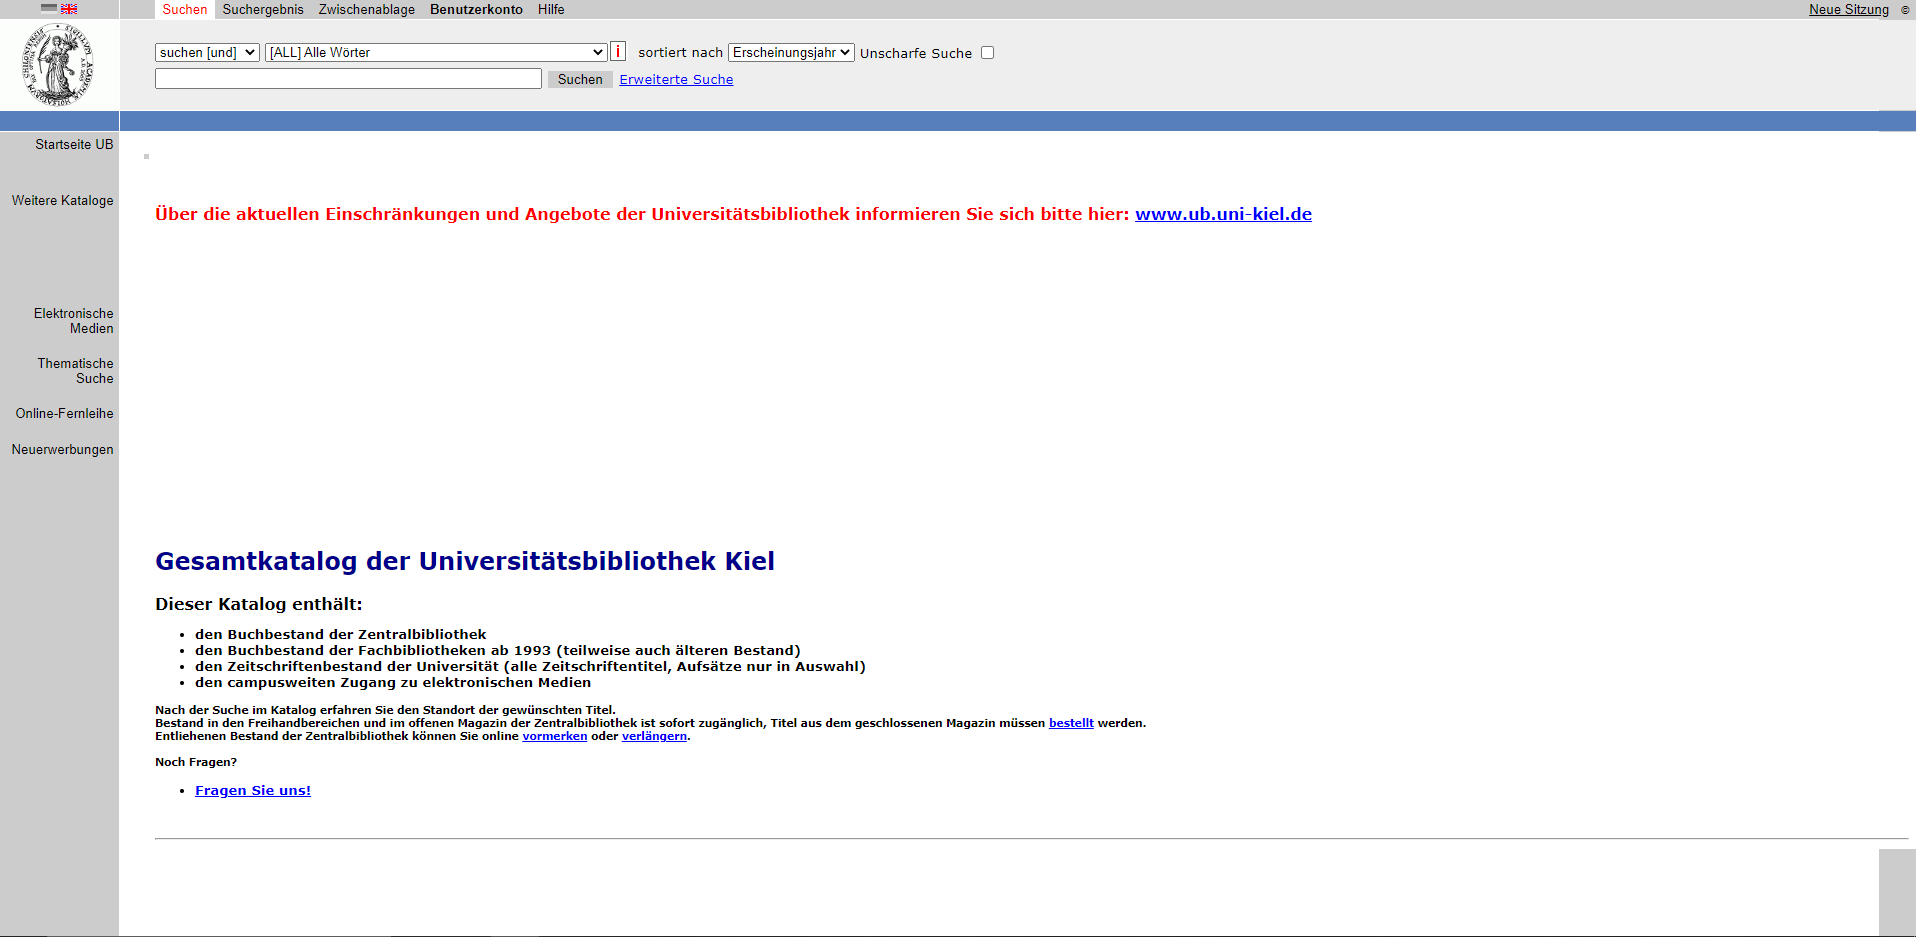 Suchen Suchergebnis Zwischenablage Benutzerkonto Hilfe Neue Sitzung ©
suchen [und] [ALL] Alle Wörter i sortiert nach Erscheinungsjahr Unscharfe Suche
Suchen Erweiterte Suche
Startseite UB
Weitere Kataloge
Elektronische
Medien
Thematische
Suche
Online-Fernleihe
Neuerwerbungen
Über die aktuellen Einschränkungen und Angebote der Universitätsbibliothek informieren Sie sich bitte hier: www.ub.uni-kiel.de
Gesamtkatalog der Universitätsbibliothek Kiel
Dieser Katalog enthält:
• den Buchbestand der Zentralbibliothek
• den Buchbestand der Fachbibliotheken ab 1993 (teilweise auch älteren Bestand)
• den Zeitschriftenbestand der Universität (alle Zeitschriftentitel, Aufsätze nur in Auswahl)
• den campusweiten Zugang zu elektronischen Medien
Nach der Suche im Katalog erfahren Sie den Standort der gewünschten Titel.
Bestand in den Freihandbereichen und im offenen Magazin der Zentralbibliothek ist sofort zugänglich, Titel aus dem geschlossenen Magazin müssen bestellt werden.
Entliehenen Bestand der Zentralbibliothek können Sie online vormerken oder verlängern.
Noch Fragen?
• Fragen Sie uns!